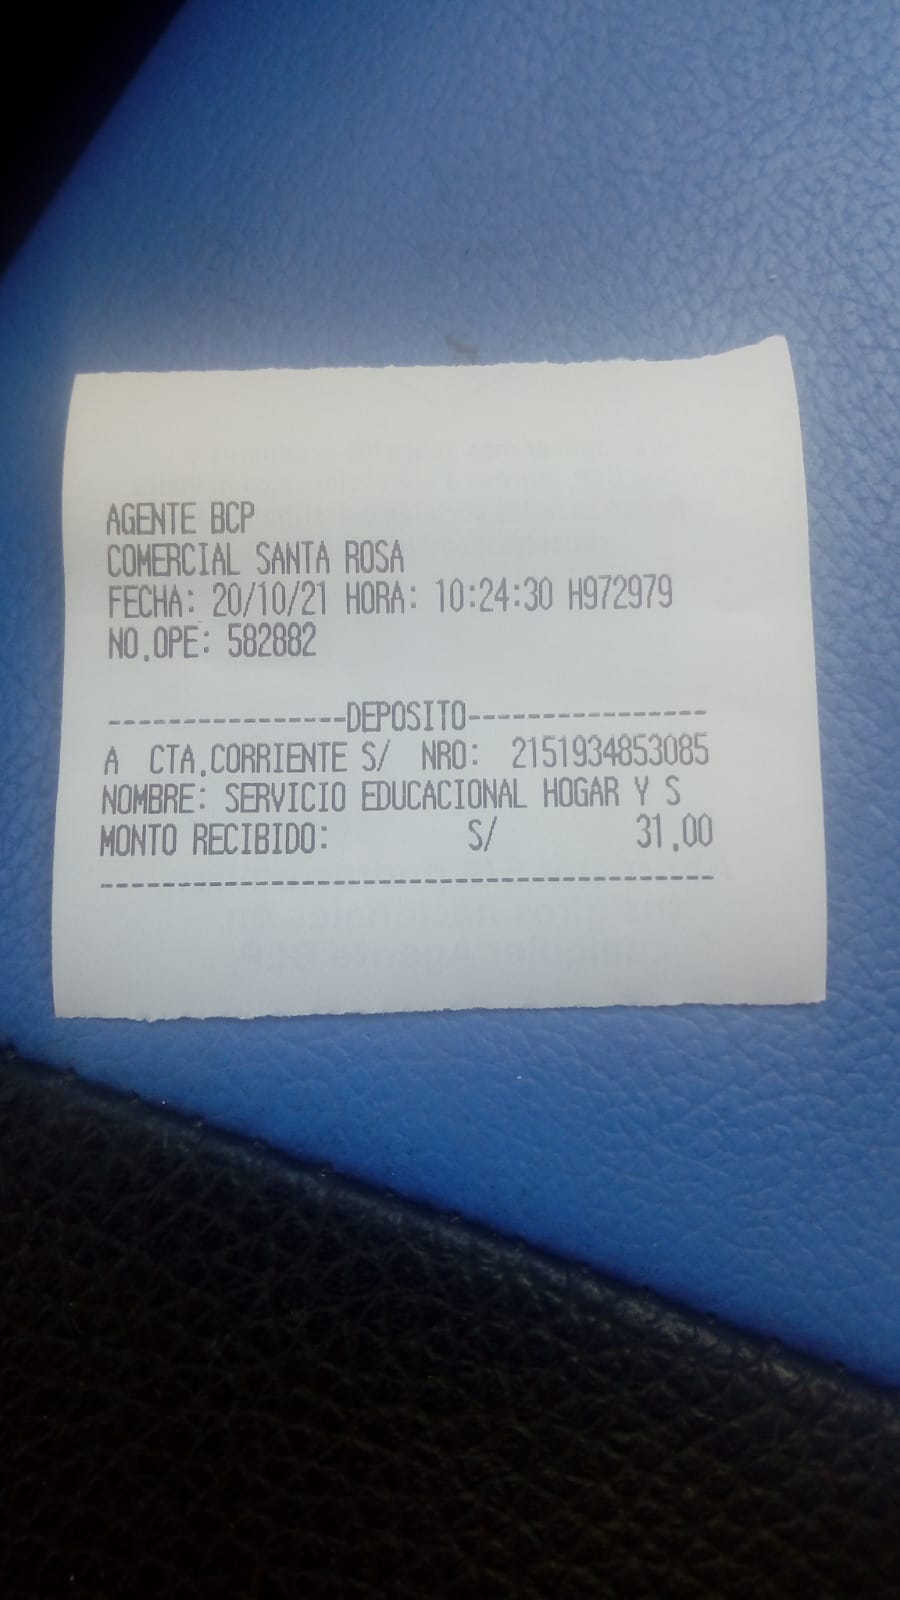 AGENTE BCP
COMERCIAL SANTA ROSA
FECHA: 20/10/21 HORA: 10:24:30 H972979
NO.OPE: 582882
----------------DEPOSITO----------------
A CTA.CORRIENTE S/ NRO: 2151934853085
NOMBRE: SERVICIO EDUCACIONAL HOGAR Y S
MONTO RECIBIDO: S/ 31.00
-----------------------------------------